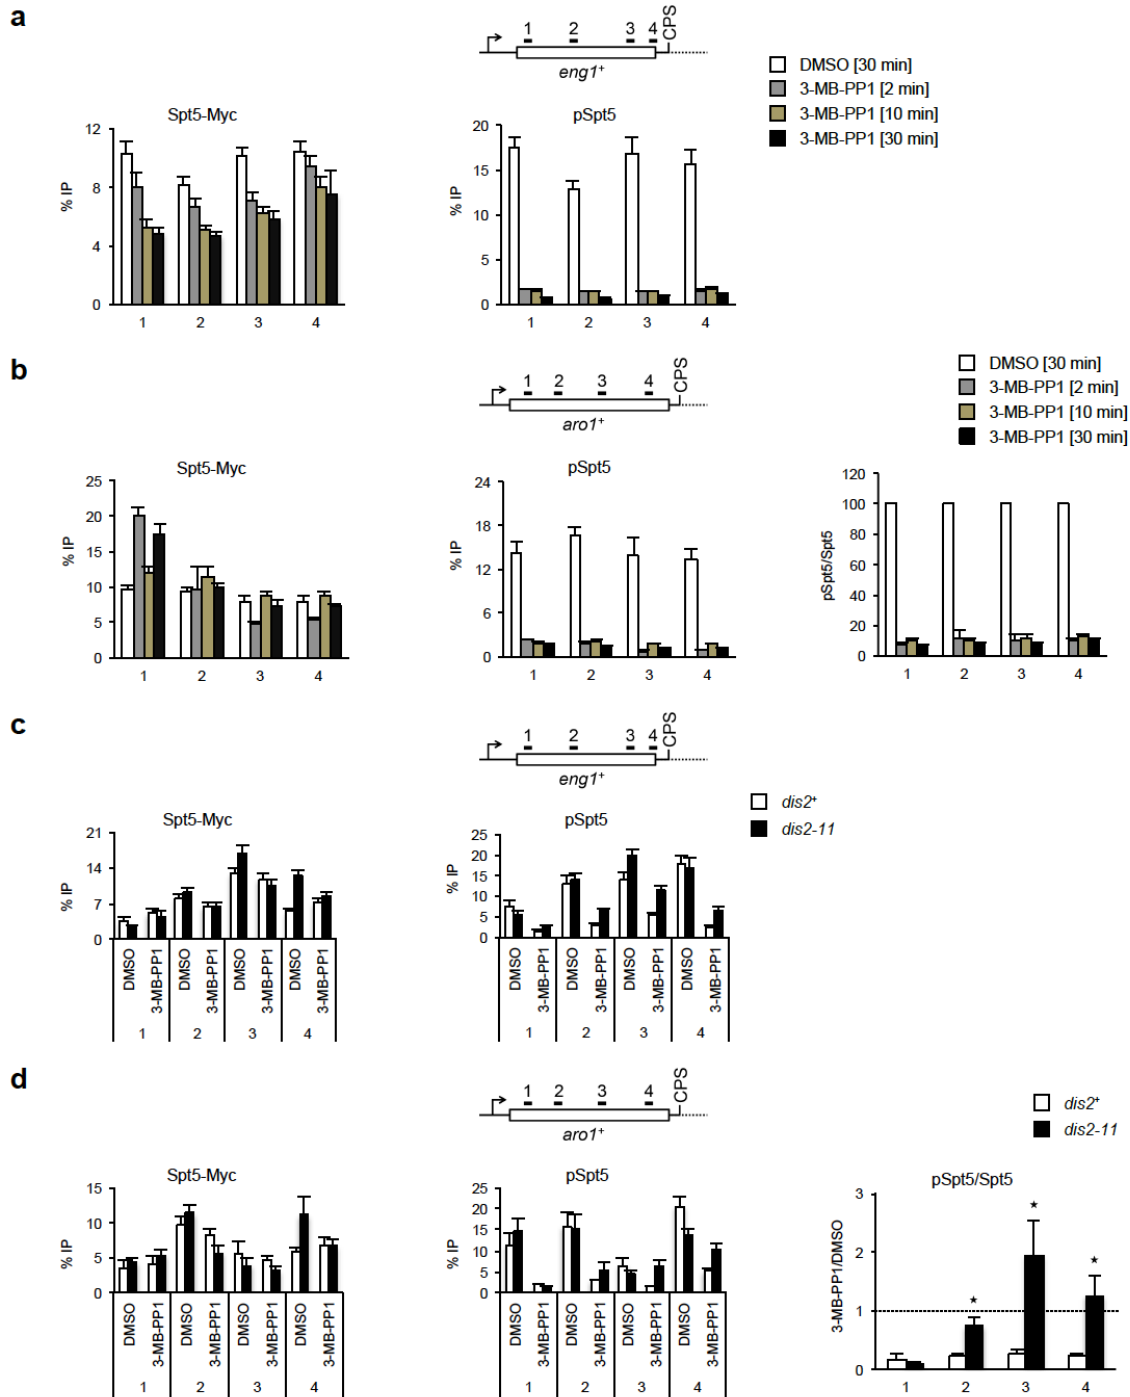 a
1 2 3 4 CPS
eng1+
DMSO [30 min]
3-MB-PP1 [2 min]
3-MB-PP1 [10 min]
3-MB-PP1 [30 min]
Spt5-Myc
% IP
12
8
4
0
1 2 3 4
pSpt5
% IP
20
15
10
5
0
1 2 3 4
b
1 2 3 4 CPS
aro1+
DMSO [30 min]
3-MB-PP1 [2 min]
3-MB-PP1 [10 min]
3-MB-PP1 [30 min]
Spt5-Myc
% IP
25
20
15
10
5
0
1 2 3 4
pSpt5
% IP
24
18
12
6
0
1 2 3 4
pSpt5/Spt5
120
100
80
60
40
20
0
1 2 3 4
c
1 2 3 4 CPS
eng1+
dis2+
dis2-11
Spt5-Myc
% IP
21
14
7
0
DMSO 3-MB-PP1 DMSO 3-MB-PP1 DMSO 3-MB-PP1 DMSO 3-MB-PP1
1 2 3 4
pSpt5
% IP
25
20
15
10
5
0
DMSO 3-MB-PP1 DMSO 3-MB-PP1 DMSO 3-MB-PP1 DMSO 3-MB-PP1
1 2 3 4
d
1 2 3 4 CPS
aro1+
dis2+
dis2-11
Spt5-Myc
% IP
15
10
5
0
DMSO 3-MB-PP1 DMSO 3-MB-PP1 DMSO 3-MB-PP1 DMSO 3-MB-PP1
1 2 3 4
pSpt5
% IP
25
20
15
10
5
0
DMSO 3-MB-PP1 DMSO 3-MB-PP1 DMSO 3-MB-PP1 DMSO 3-MB-PP1
1 2 3 4
pSpt5/Spt5
3-MB-PP1/DMSO
3
2
1
0
★ ★ ★
1 2 3 4